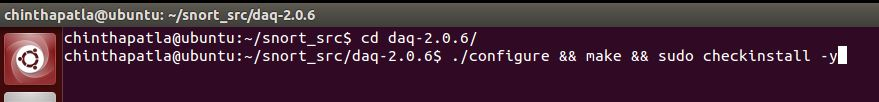 chinthapatla@ubuntu: ~/snort_src/daq-2.0.6
chinthapatla@ubuntu:~/snort_src$ cd daq-2.0.6/
chinthapatla@ubuntu:~/snort_src/daq-2.0.6$ ./configure && make && sudo checkinstall -y